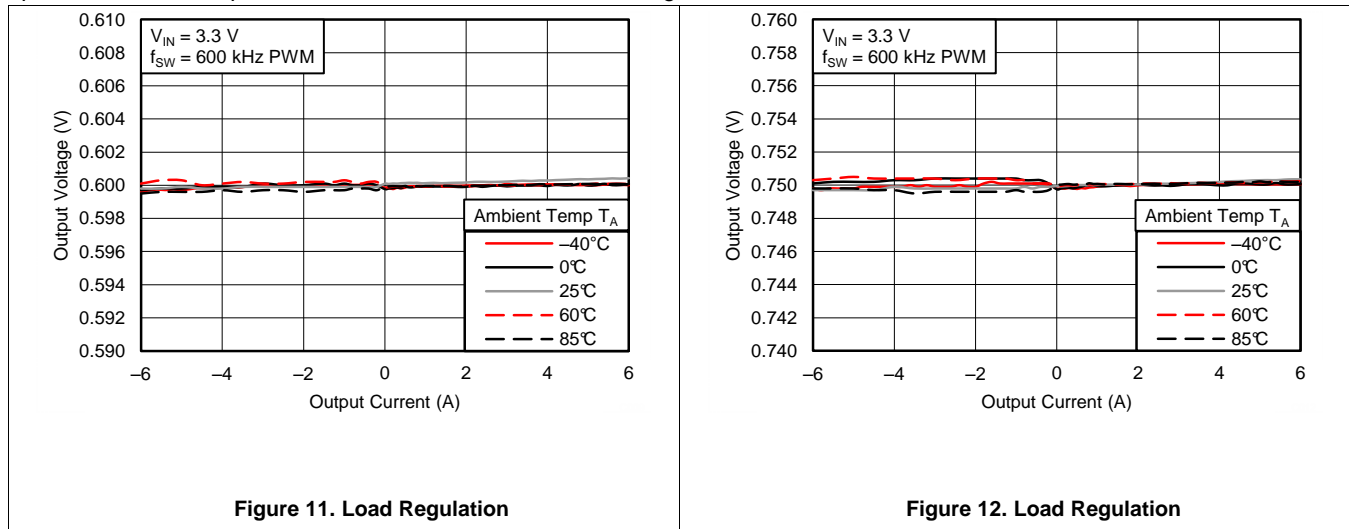 0.610
0.608
0.606
0.604
0.602
0.600
0.598
0.596
0.594
0.592
0.590
Output Voltage (V)
V_IN = 3.3 V
f_SW = 600 kHz PWM
Ambient Temp T_A
–40°C
0°C
25°C
60°C
85°C
–6 –4 –2 0 2 4 6
Output Current (A)
Figure 11. Load Regulation
0.760
0.758
0.756
0.754
0.752
0.750
0.748
0.746
0.744
0.742
0.740
Output Voltage (V)
V_IN = 3.3 V
f_SW = 600 kHz PWM
Ambient Temp T_A
–40°C
0°C
25°C
60°C
85°C
–6 –4 –2 0 2 4 6
Output Current (A)
Figure 12. Load Regulation